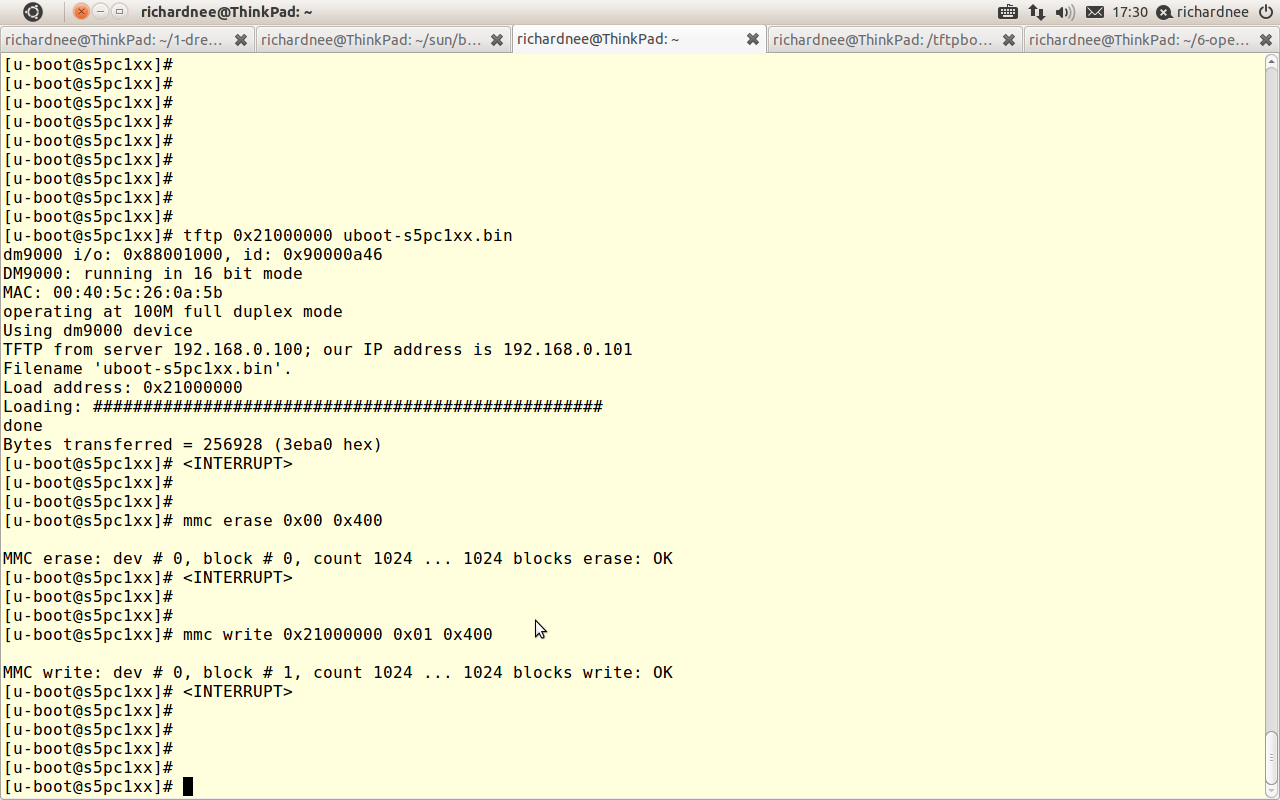 richardnee@ThinkPad: ~ 17:30 richardnee
richardnee@ThinkPad: ~/1-dre... richardnee@ThinkPad: ~/sun/b... richardnee@ThinkPad: ~ richardnee@ThinkPad: /tftpbo... richardnee@ThinkPad: ~/6-ope...
[u-boot@s5pc1xx]#
[u-boot@s5pc1xx]#
[u-boot@s5pc1xx]#
[u-boot@s5pc1xx]#
[u-boot@s5pc1xx]#
[u-boot@s5pc1xx]#
[u-boot@s5pc1xx]#
[u-boot@s5pc1xx]#
[u-boot@s5pc1xx]#
[u-boot@s5pc1xx]# tftp 0x21000000 uboot-s5pc1xx.bin
dm9000 i/o: 0x88001000, id: 0x90000a46
DM9000: running in 16 bit mode
MAC: 00:40:5c:26:0a:5b
operating at 100M full duplex mode
Using dm9000 device
TFTP from server 192.168.0.100; our IP address is 192.168.0.101
Filename 'uboot-s5pc1xx.bin'.
Load address: 0x21000000
Loading: ###################################################
done
Bytes transferred = 256928 (3eba0 hex)
[u-boot@s5pc1xx]# <INTERRUPT>
[u-boot@s5pc1xx]#
[u-boot@s5pc1xx]#
[u-boot@s5pc1xx]# mmc erase 0x00 0x400
MMC erase: dev # 0, block # 0, count 1024 ... 1024 blocks erase: OK
[u-boot@s5pc1xx]# <INTERRUPT>
[u-boot@s5pc1xx]#
[u-boot@s5pc1xx]#
[u-boot@s5pc1xx]# mmc write 0x21000000 0x01 0x400
MMC write: dev # 0, block # 1, count 1024 ... 1024 blocks write: OK
[u-boot@s5pc1xx]# <INTERRUPT>
[u-boot@s5pc1xx]#
[u-boot@s5pc1xx]#
[u-boot@s5pc1xx]#
[u-boot@s5pc1xx]#
[u-boot@s5pc1xx]#